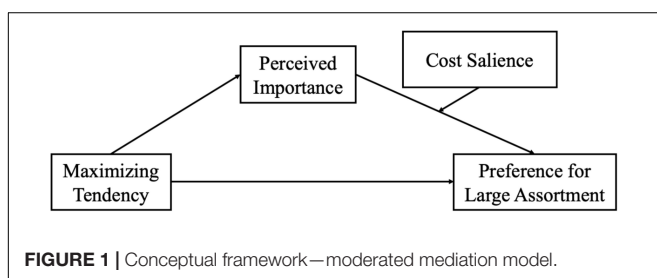 Perceived
Importance
Cost Salience
Maximizing
Tendency
Preference for
Large Assortment
FIGURE 1 | Conceptual framework—moderated mediation model.